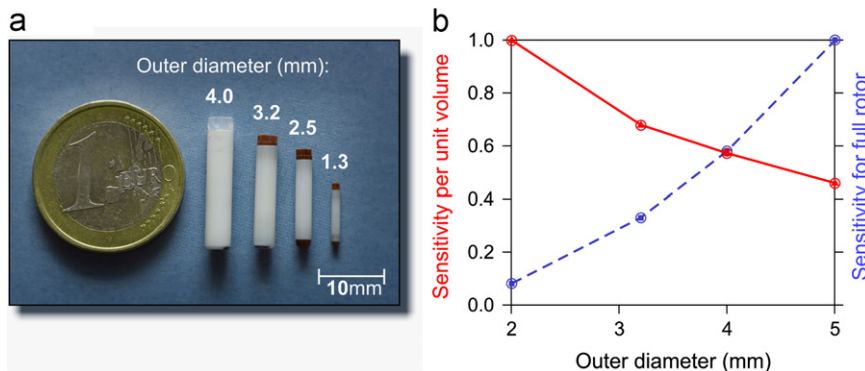 a
Outer diameter (mm):
4.0
3.2
2.5
1.3
10mm
1
EURO
b
Sensitivity per unit volume
1.0
0.8
0.6
0.4
0.2
0.0
2
3
4
5
Outer diameter (mm)
Sensitivity for full rotor